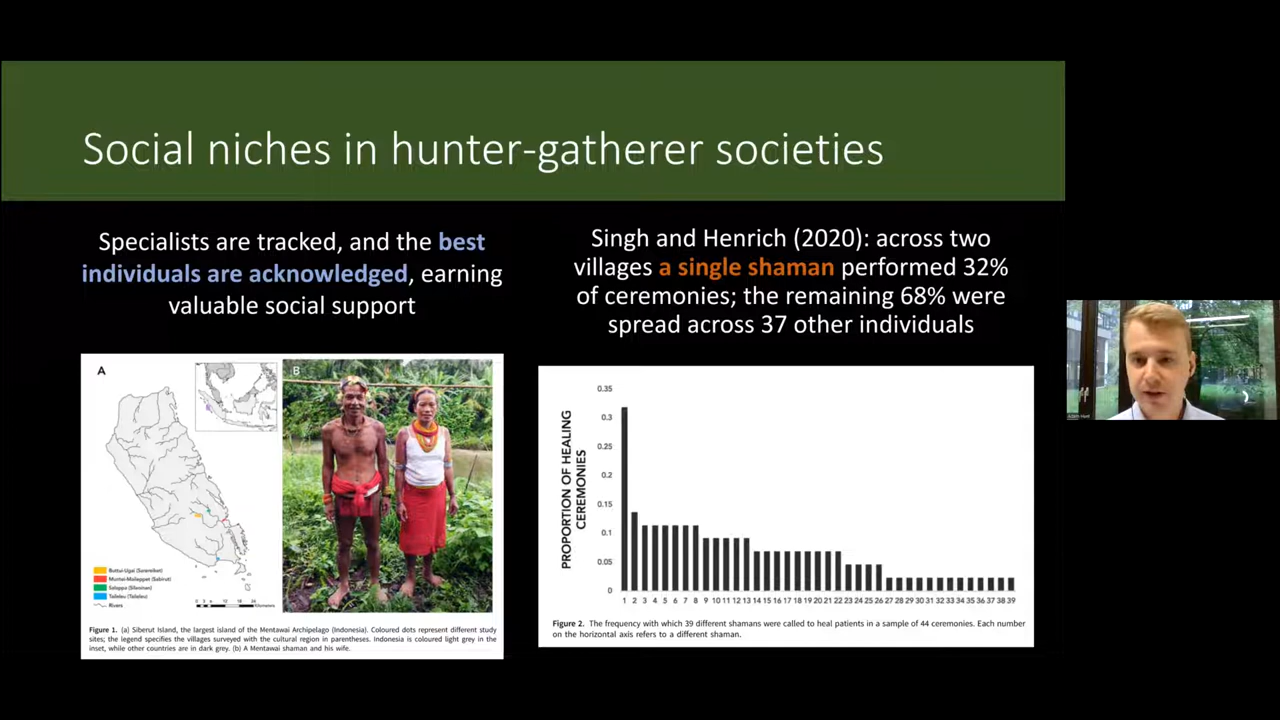 Social niches in hunter-gatherer societies
Specialists are tracked, and the best
individuals are acknowledged, earning
valuable social support
Singh and Henrich (2020): across two
villages a single shaman performed 32%
of ceremonies; the remaining 68% were
spread across 37 other individuals
A
B
Buttui-Ugai (Sarereiket)
Muntei-Maileppet (Sabirut)
Saliguma (Masinan)
Taileleu (Taileleu)
Rivers
Kilometers
Figure 1. (a) Siberut Island, the largest island of the Mentawai Archipelago (Indonesia). Coloured dots represent different study
sites; the legend specifies the villages surveyed with the cultural region in parentheses. Indonesia is coloured light grey in the
inset, while other countries are in dark grey. (b) A Mentawai shaman and his wife.
PROPORTION OF HEALING
CEREMONIES
0.35
0.3
0.25
0.2
0.15
0.1
0.05
0
1 2 3 4 5 6 7 8 9 10 11 12 13 14 15 16 17 18 19 20 21 22 23 24 25 26 27 28 29 30 31 32 33 34 35 36 37 38 39
Figure 2. The frequency with which 39 different shamans were called to heal patients in a sample of 44 ceremonies. Each number
on the horizontal axis refers to a different shaman.
Adam Hunt